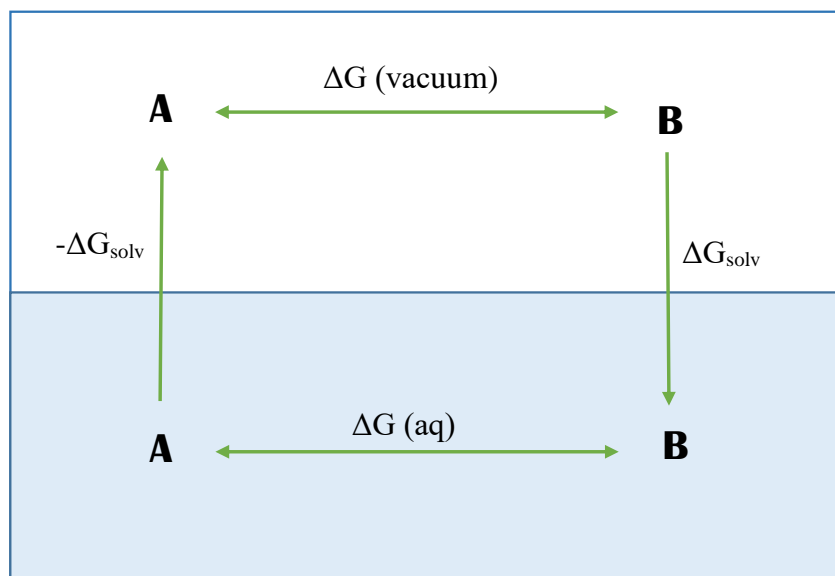 ΔG (vacuum)
A
B
-ΔGsolv
ΔGsolv
ΔG (aq)
A
B